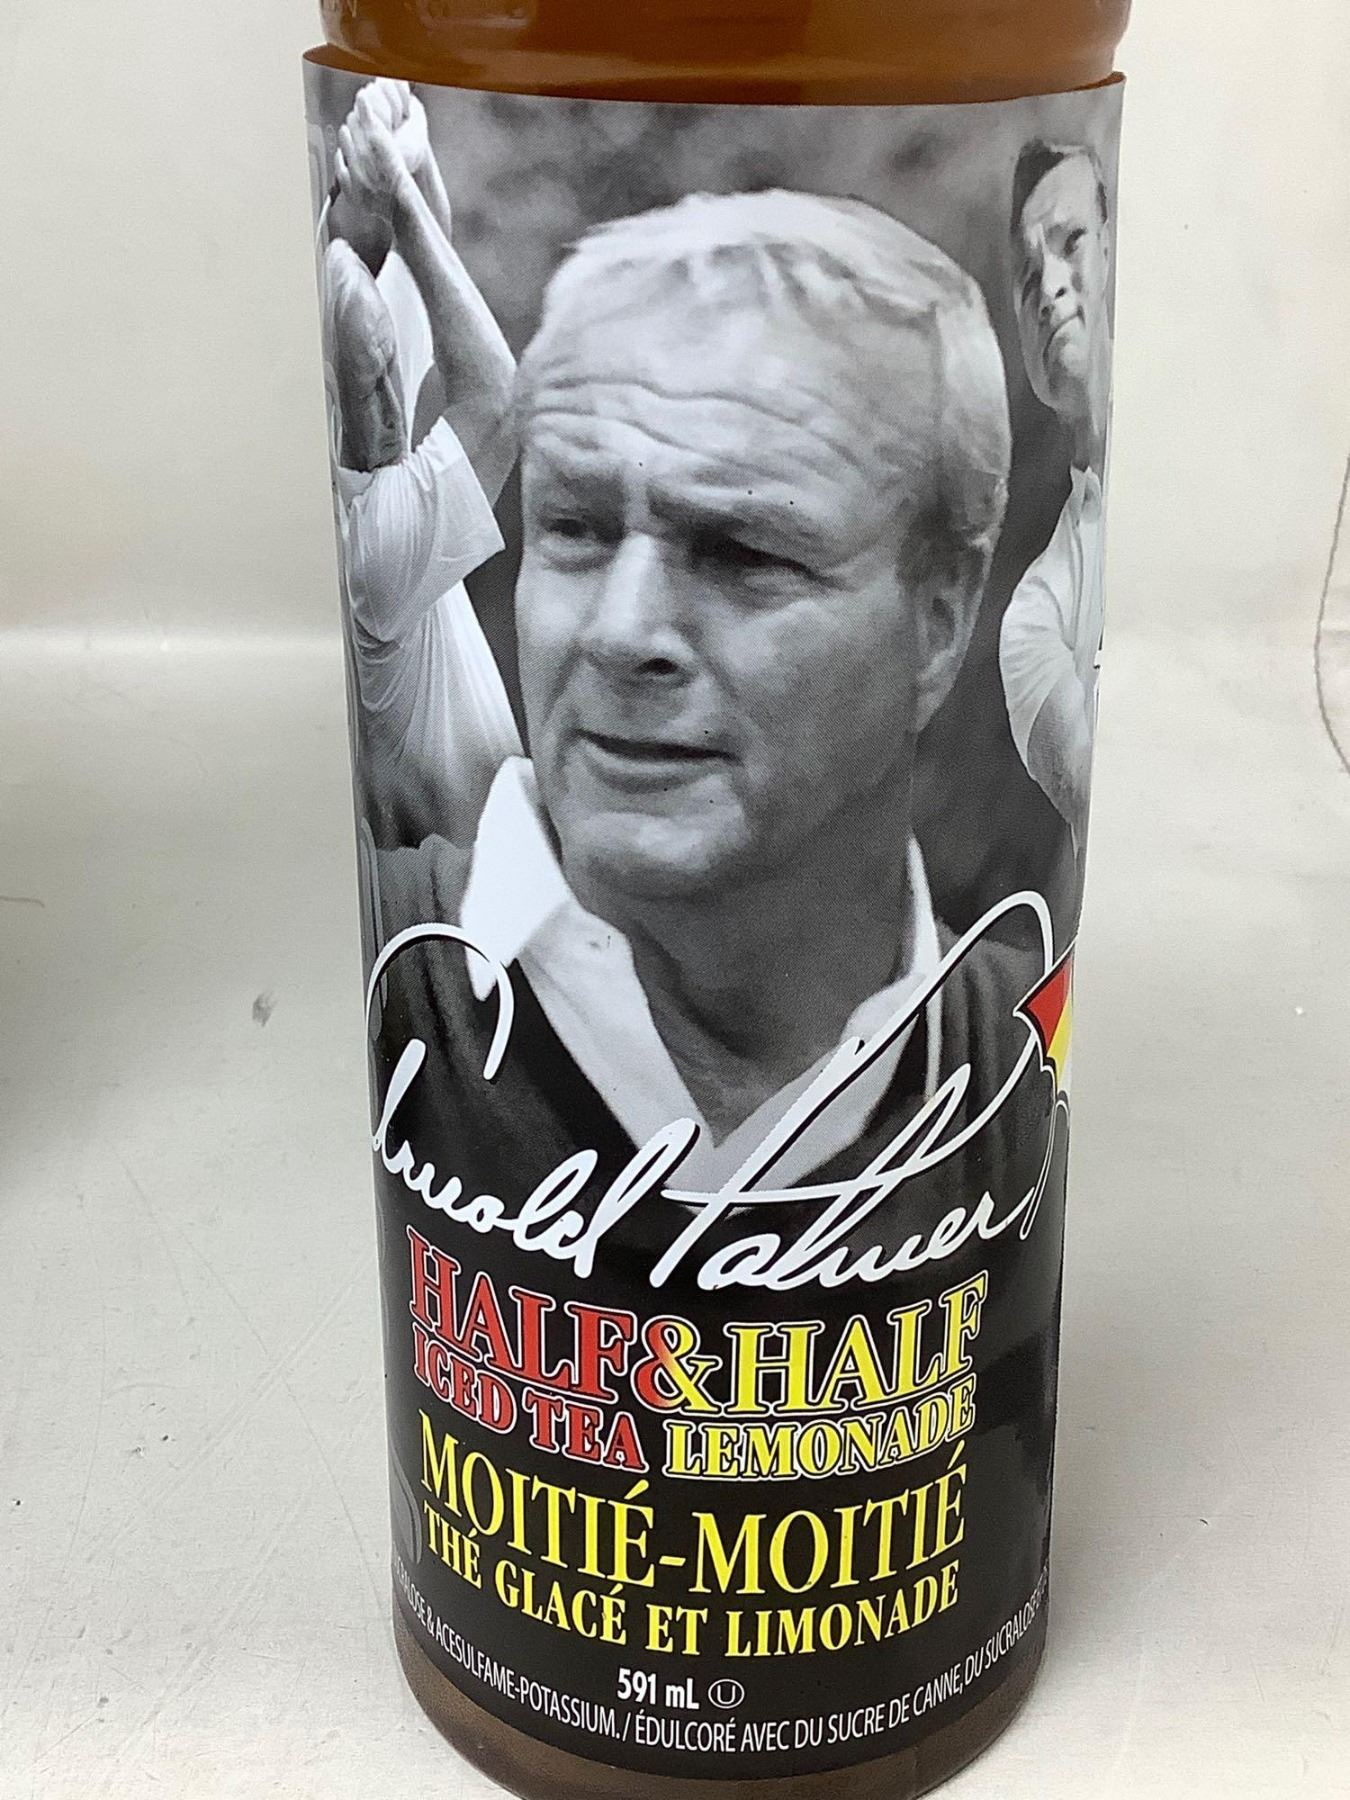 Arnold Palmer
HALF & HALF
ICED TEA LEMONADE
MOITIÉ-MOITIÉ
THÉ GLACÉ ET LIMONADE
591 mL Ⓤ
& ACESULFAME-POTASSIUM. / ÉDULCORÉ AVEC DU SUCRE DE CANNE, DU SUCRALOSE